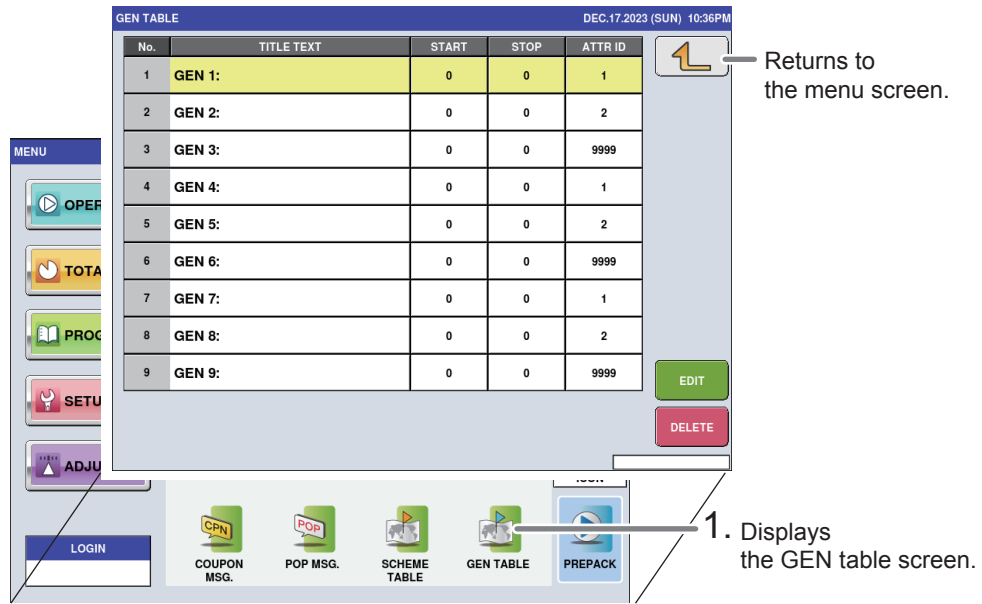 GEN TABLE DEC.17.2023 (SUN) 10:36PM
No. TITLE TEXT START STOP ATTR ID
1 GEN 1: 0 0 1
2 GEN 2: 0 0 2
3 GEN 3: 0 0 9999
4 GEN 4: 0 0 1
5 GEN 5: 0 0 2
6 GEN 6: 0 0 9999
7 GEN 7: 0 0 1
8 GEN 8: 0 0 2
9 GEN 9: 0 0 9999
EDIT
DELETE
Returns to
the menu screen.
MENU
OPER
TOTA
PROG
SETU
ADJU
LOGIN
CPN
COUPON
MSG.
POP
POP MSG.
SCHEME
TABLE
GEN TABLE
PREPACK
1. Displays
the GEN table screen.